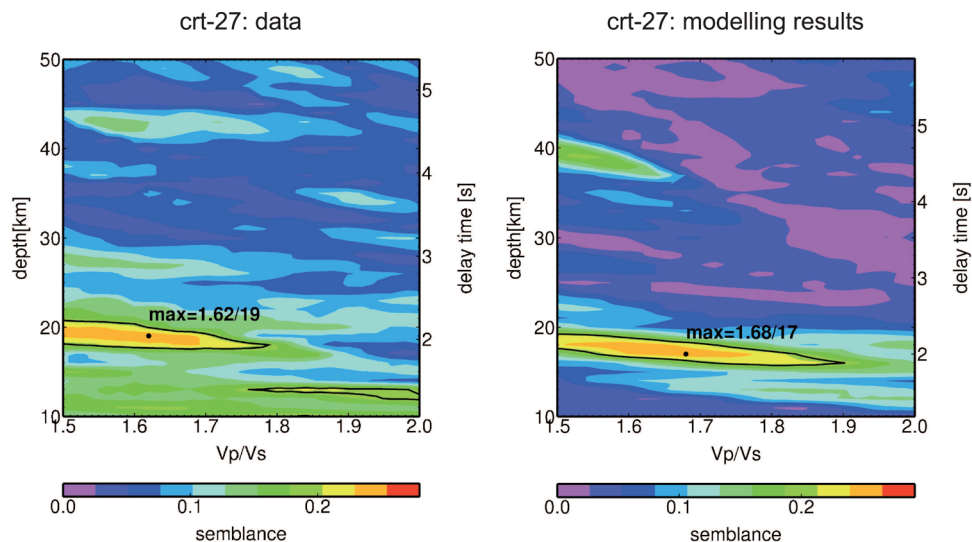 crt-27: data
50
40
30
20
10
depth[km]
5
4
3
2
delay time [s]
max=1.62/19
1.5 1.6 1.7 1.8 1.9 2.0
Vp/Vs
0.0 0.1 0.2
semblance
crt-27: modelling results
50
40
30
20
10
depth[km]
5
4
3
2
delay time [s]
max=1.68/17
1.5 1.6 1.7 1.8 1.9 2.0
Vp/Vs
0.0 0.1 0.2
semblance